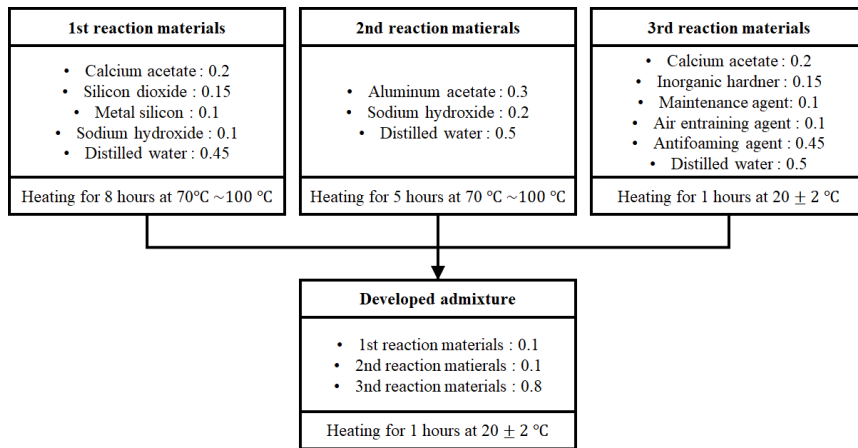 1st reaction materials
• Calcium acetate : 0.2
• Silicon dioxide : 0.15
• Metal silicon : 0.1
• Sodium hydroxide : 0.1
• Distilled water : 0.45
Heating for 8 hours at 70℃ ~100 ℃
2nd reaction matierals
• Aluminum acetate : 0.3
• Sodium hydroxide : 0.2
• Distilled water : 0.5
Heating for 5 hours at 70 ℃ ~100 ℃
3rd reaction materials
• Calcium acetate : 0.2
• Inorganic hardner : 0.15
• Maintenance agent: 0.1
• Air entraining agent : 0.1
• Antifoaming agent : 0.45
• Distilled water : 0.5
Heating for 1 hours at 20 ± 2 ℃
Developed admixture
• 1st reaction materials : 0.1
• 2nd reaction matierals : 0.1
• 3nd reaction materials : 0.8
Heating for 1 hours at 20 ± 2 ℃